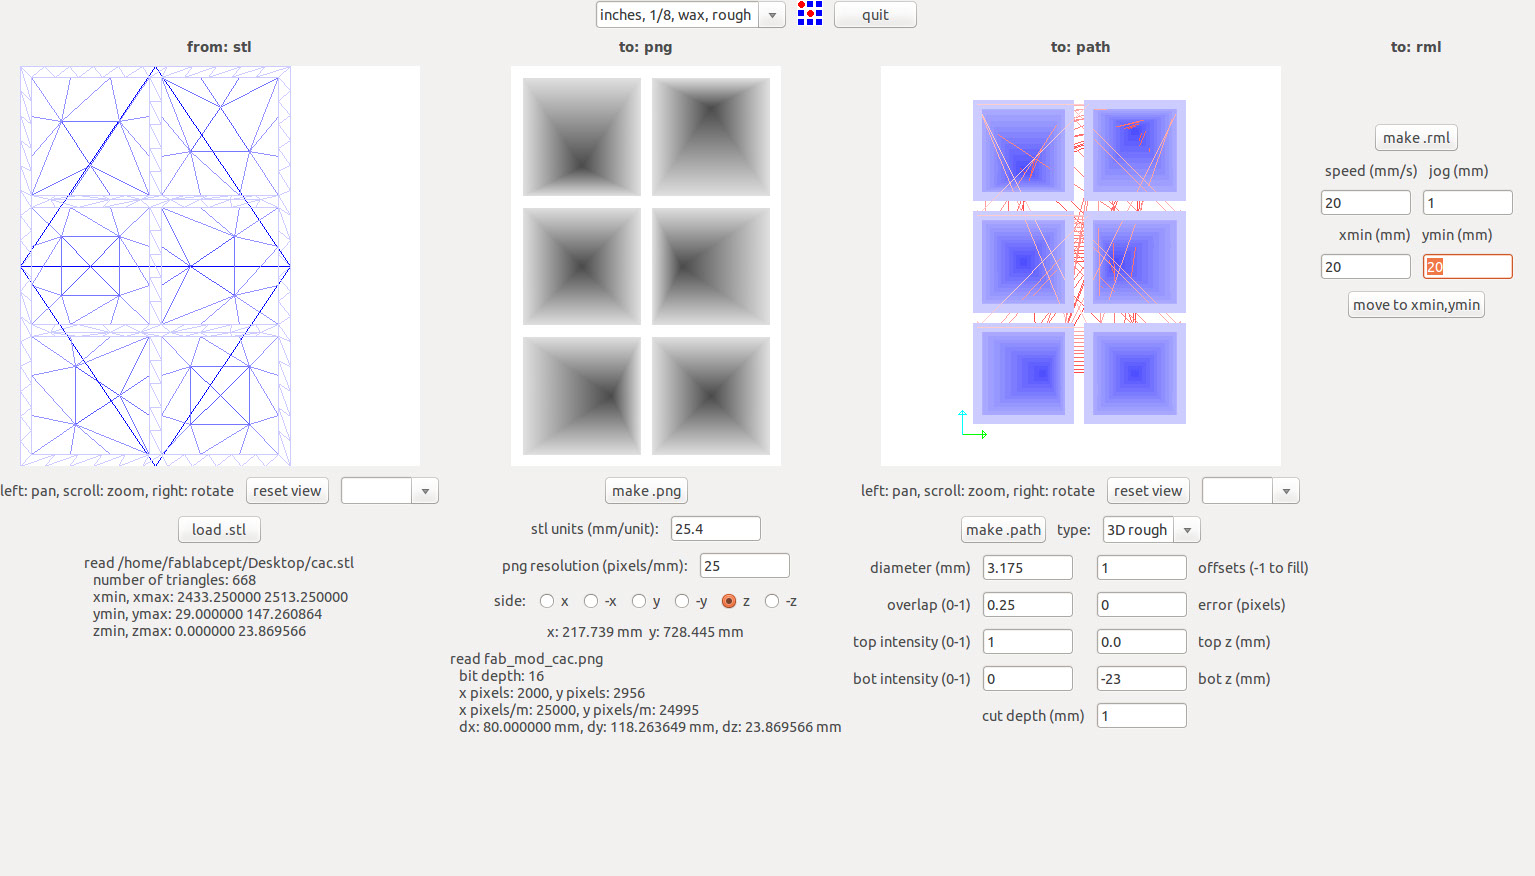 inches, 1/8, wax, rough
quit
from: stl
to: png
to: path
to: rml
make .rml
speed (mm/s) jog (mm)
20 1
xmin (mm) ymin (mm)
20 20
move to xmin,ymin
left: pan, scroll: zoom, right: rotate reset view
load .stl
read /home/fablabcept/Desktop/cac.stl
number of triangles: 668
xmin, xmax: 2433.250000 2513.250000
ymin, ymax: 29.000000 147.260864
zmin, zmax: 0.000000 23.869566
make .png
stl units (mm/unit): 25.4
png resolution (pixels/mm): 25
side: x -x y -y z -z
x: 217.739 mm y: 728.445 mm
read fab_mod_cac.png
bit depth: 16
x pixels: 2000, y pixels: 2956
x pixels/m: 25000, y pixels/m: 24995
dx: 80.000000 mm, dy: 118.263649 mm, dz: 23.869566 mm
left: pan, scroll: zoom, right: rotate reset view
make .path type: 3D rough
diameter (mm) 3.175 1 offsets (-1 to fill)
overlap (0-1) 0.25 0 error (pixels)
top intensity (0-1) 1 0.0 top z (mm)
bot intensity (0-1) 0 -23 bot z (mm)
cut depth (mm) 1